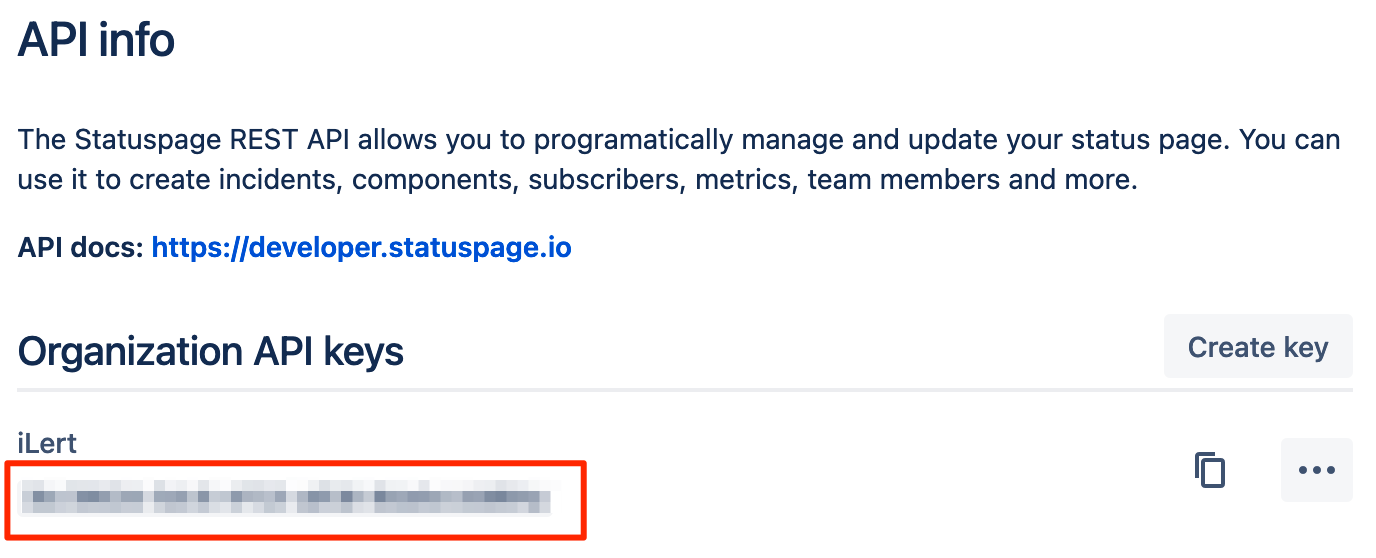 API info
The Statuspage REST API allows you to programatically manage and update your status page. You can
use it to create incidents, components, subscribers, metrics, team members and more.
API docs: https://developer.statuspage.io
Organization API keys
Create key
iLert